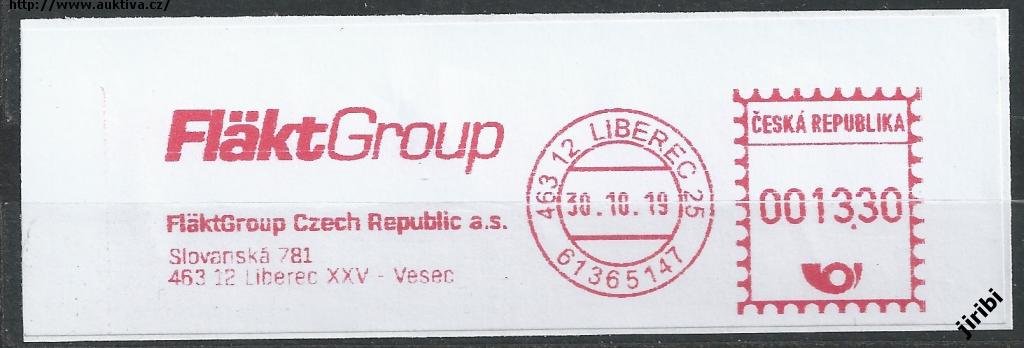 http://www.auktiva.cz/
FläktGroup
FläktGroup Czech Republic a.s.
Slovanská 781
463 12 Liberec XXV - Vesec
463 12 LIBEREC 25
30.10.19
61365147
ČESKÁ REPUBLIKA
001330
jiribi